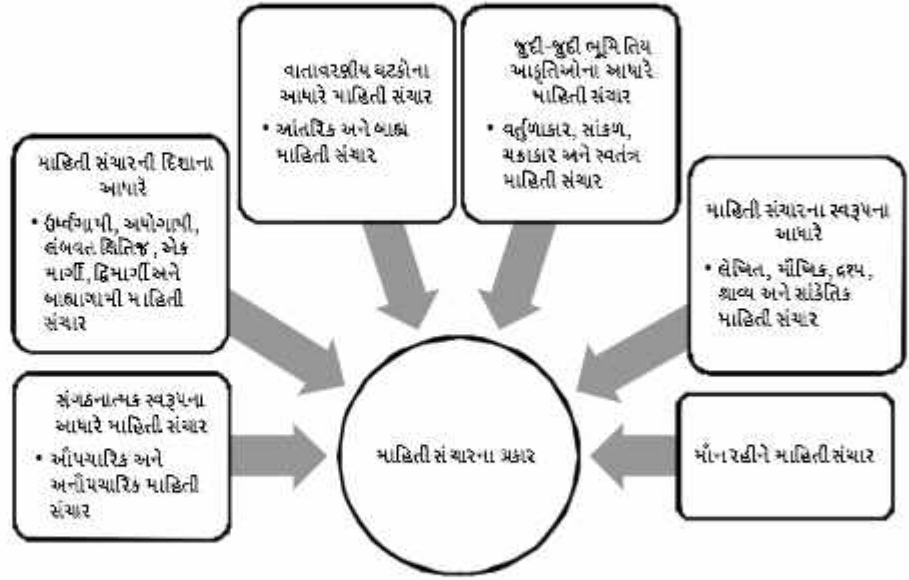 વાતાવરણીય ઘટકોના
આધારે માહિતી સંચાર
• આંતરિક અને બાહ્ય
માહિતી સંચાર
જુદી-જુદી ભૂમિતિય
આકૃતિઓના આધારે
માહિતી સંચાર
• વર્તુળાકાર, સાંકળ,
ચક્રાકાર અને સ્વતંત્ર
માહિતી સંચાર
માહિતી સંચારની દિશાના
આધારે
• ઉર્ધ્વગામી, અધોગામી,
લંબવત ક્ષિતિજ, એક
માર્ગી, દ્વિમાર્ગી અને
બાહ્યગામી માહિતી
સંચાર
માહિતી સંચારના સ્વરૂપના
આધારે
• લેખિત, મૌખિક, દ્રશ્ય,
શ્રાવ્ય અને સાંકેતિક
માહિતી સંચાર
સંગઠનાત્મક સ્વરૂપના
આધારે માહિતી સંચાર
• ઔપચારિક અને
અનૌપચારિક માહિતી
સંચાર
માહિતી સંચારના પ્રકાર
મૌન રહીને માહિતી સંચાર